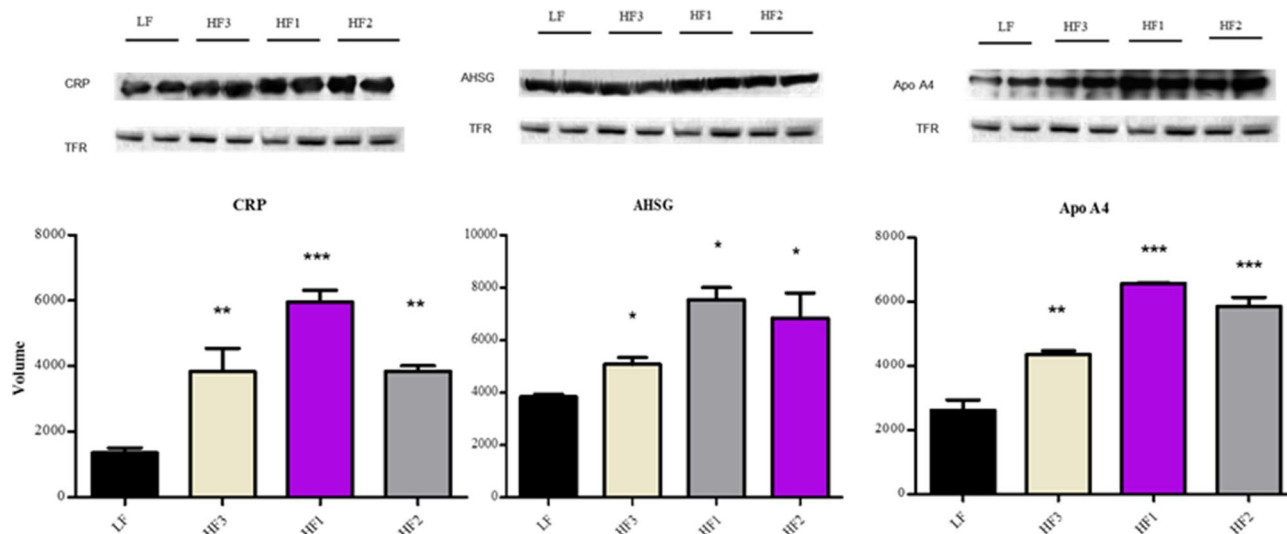 LF HF3 HF1 HF2
CRP
TFR
LF HF3 HF1 HF2
AHSG
TFR
LF HF3 HF1 HF2
Apo A4
TFR
CRP
Volume
8000
6000
4000
2000
0
** *** **
LF HF3 HF1 HF2
AHSG
10000
8000
6000
4000
2000
0
* * *
LF HF3 HF1 HF2
Apo A4
8000
6000
4000
2000
0
** *** ***
LF HF3 HF1 HF2